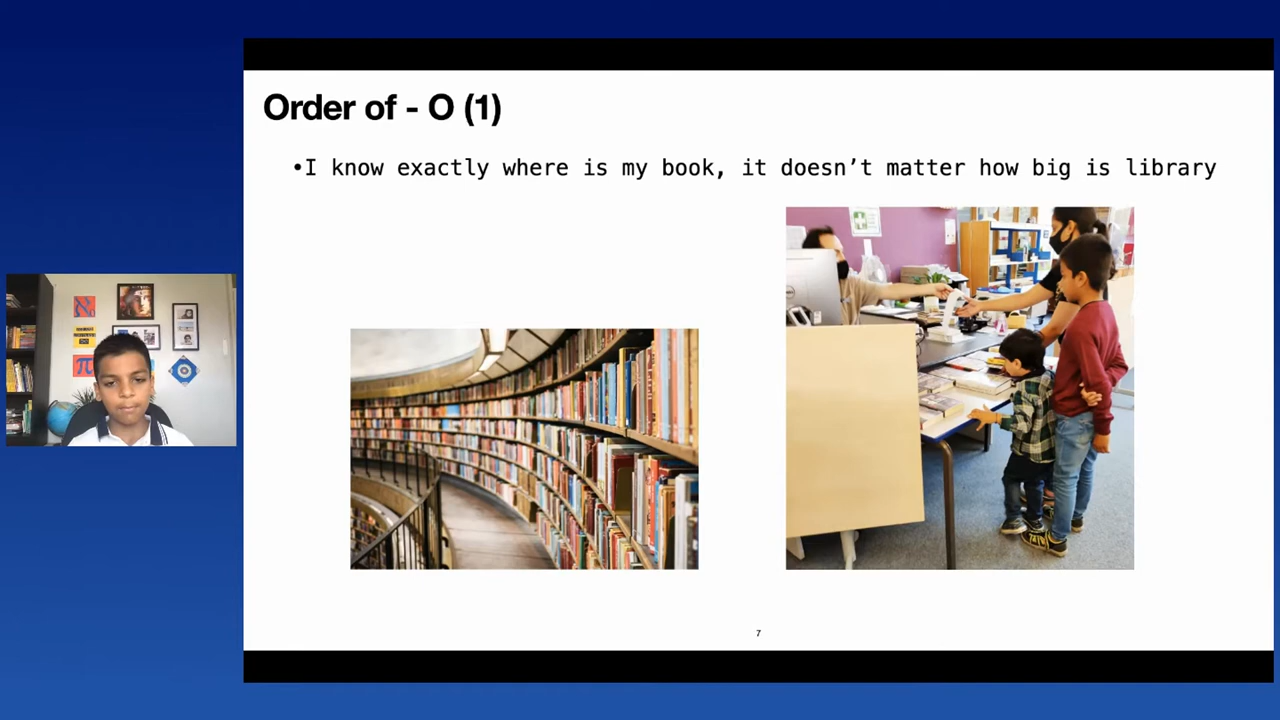 Order of - O (1)
•I know exactly where is my book, it doesn’t matter how big is library
7